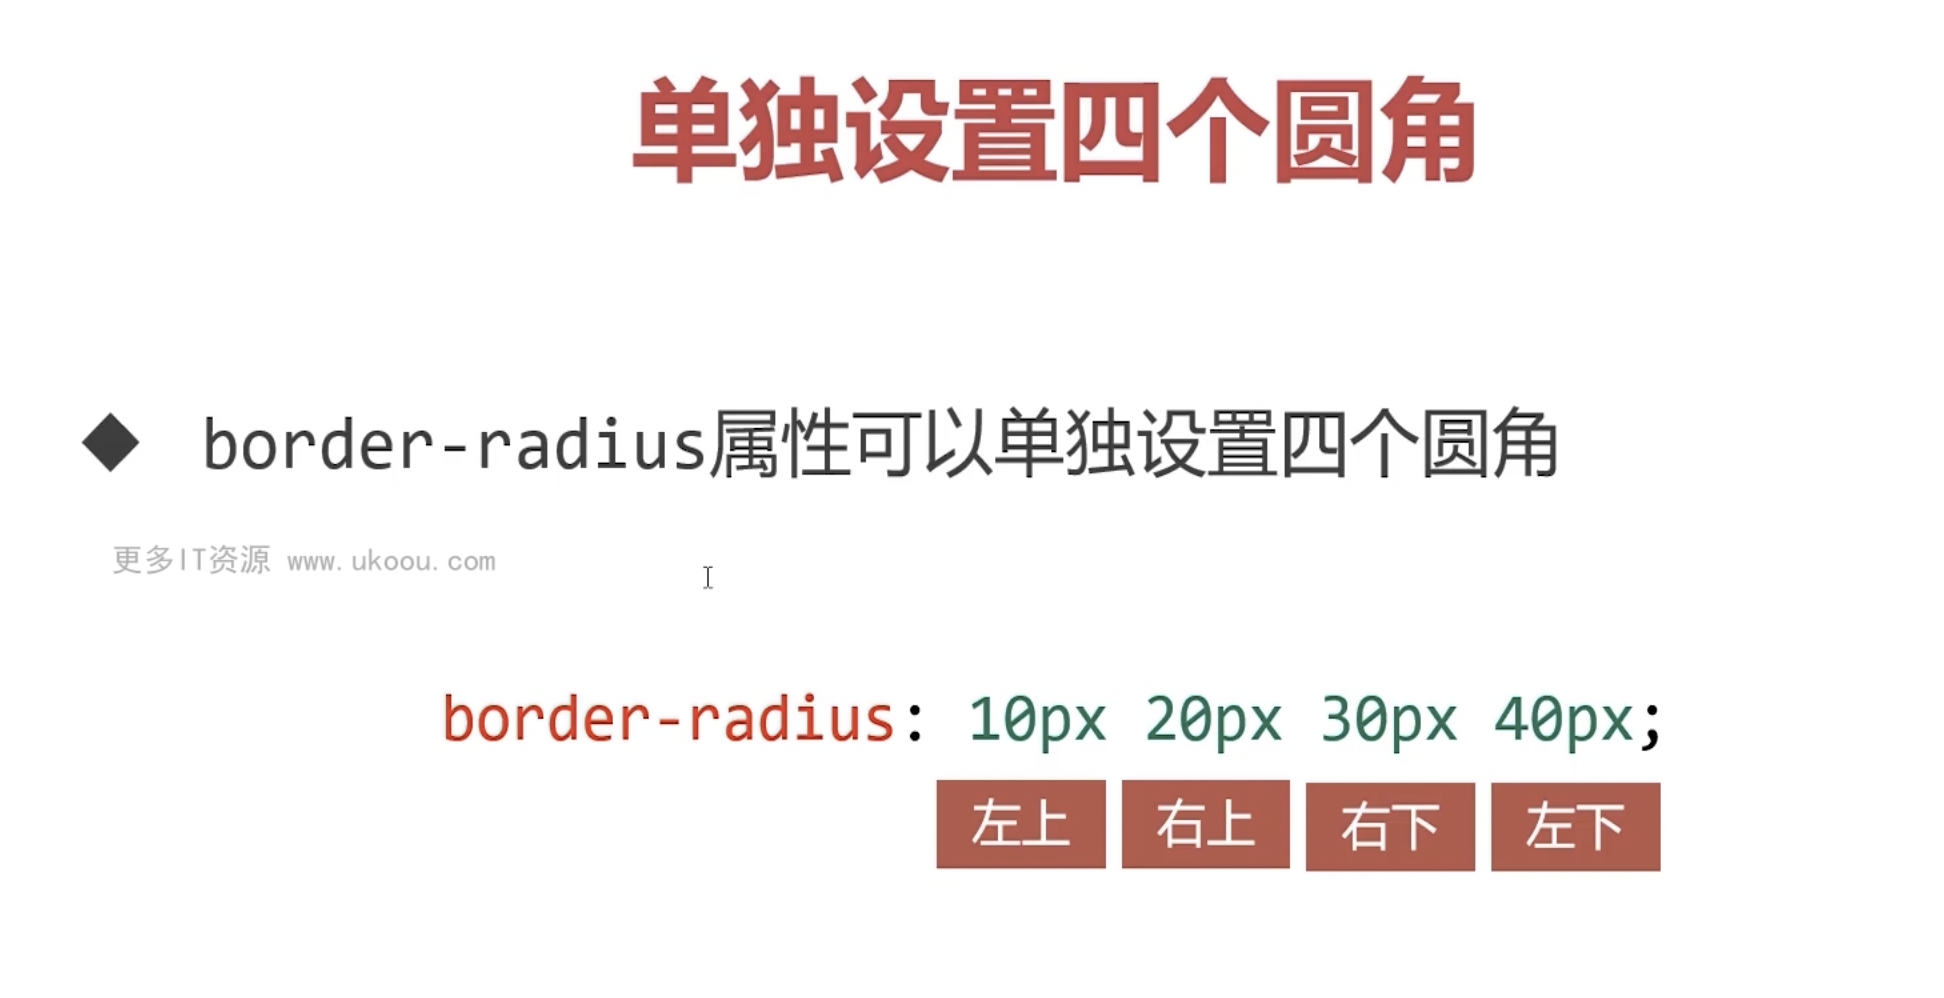 单独设置四个圆角
◆ border-radius属性可以单独设置四个圆角
更多IT资源 www.ukoou.com
border-radius: 10px 20px 30px 40px;
左上 右上 右下 左下